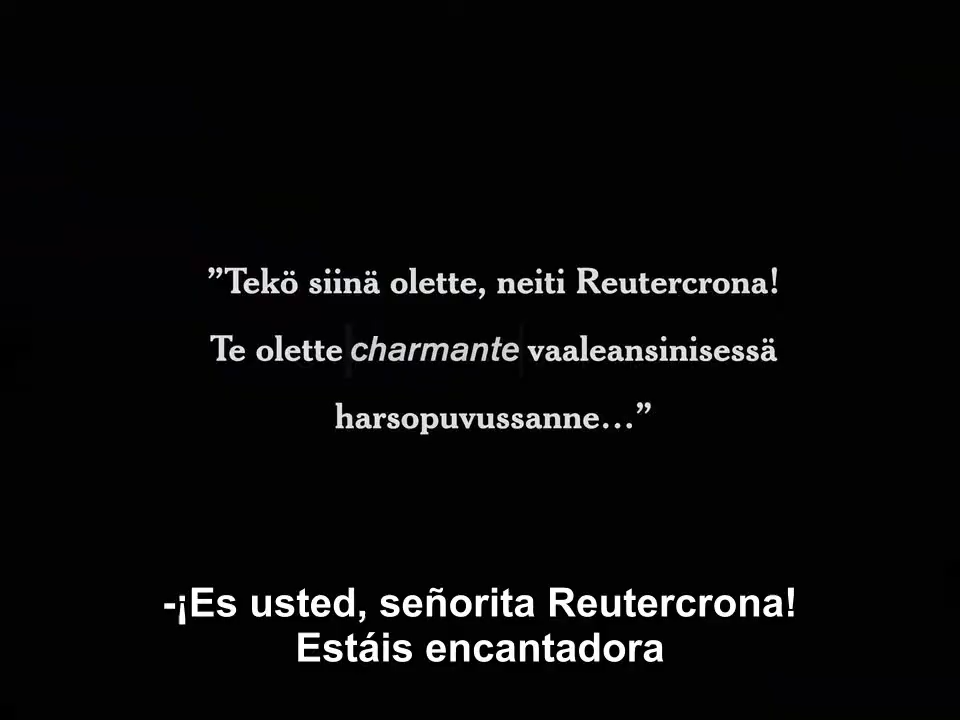 ”Tekö siinä olette, neiti Reutercrona!
Te olette charmante vaaleansinisessä
harsopuvussanne...”
-¡Es usted, señorita Reutercrona!
Estáis encantadora